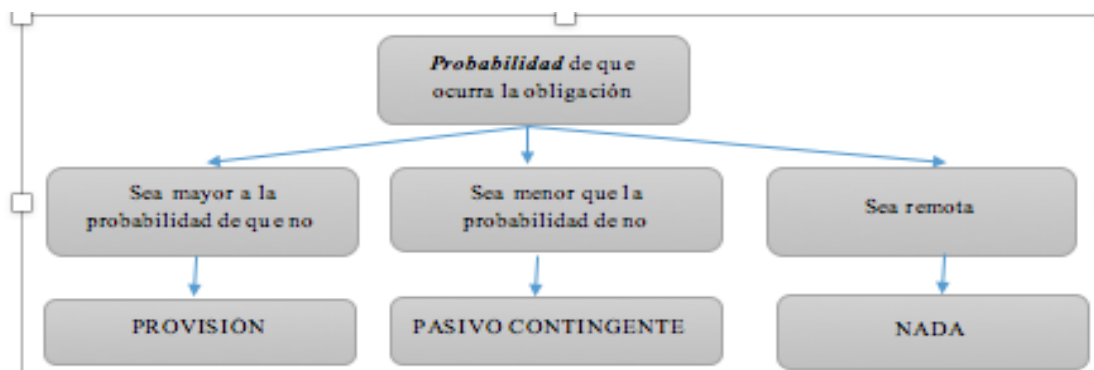 Probabilidad de que
ocurra la obligación
Sea mayor a la
probabilidad de que no
Sea menor que la
probabilidad de no
Sea remota
PROVISIÓN
PASIVO CONTINGENTE
NADA